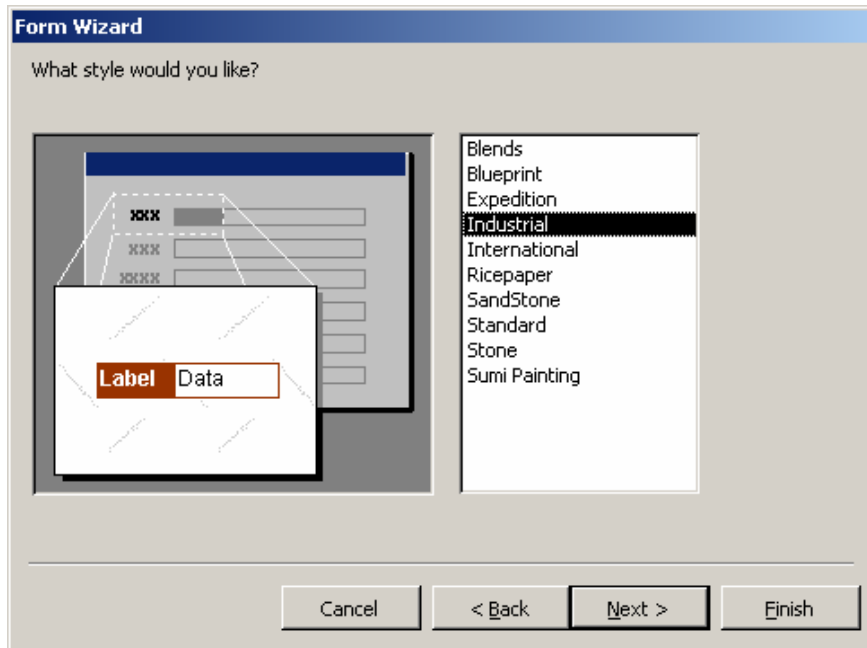 Form Wizard
What style would you like?
xxx
xxx
xxxx
Label Data
Blends
Blueprint
Expedition
Industrial
International
Ricepaper
SandStone
Standard
Stone
Sumi Painting
Cancel < Back Next > Finish